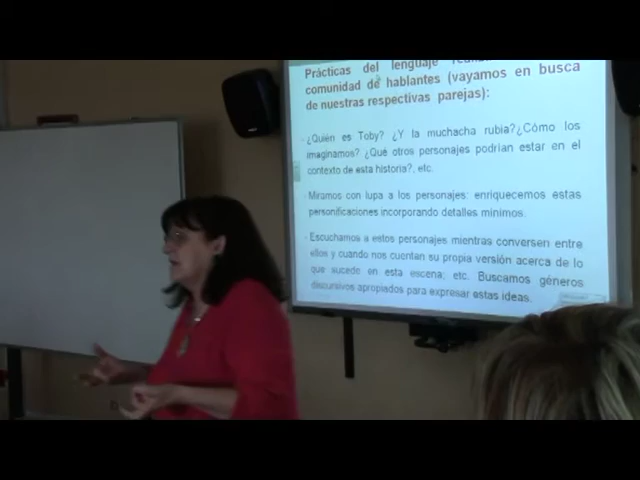 Prácticas del lenguaje
comunidad de hablantes (vayamos en busca
de nuestras respectivas parejas):
- ¿Quién es Toby? ¿Y la muchacha rubia?¿Cómo los
imaginamos? ¿Qué otros personajes podrían estar en el
contexto de esta historia?, etc.
- Miramos con lupa a los personajes: enriquecemos estas
personificaciones incorporando detalles mínimos.
- Escuchamos a estos personajes mientras conversen entre
ellos y cuando nos cuentan su propia versión acerca de lo
que sucede en esta escena; etc. Buscamos géneros
discursivos apropiados para expresar estas ideas.